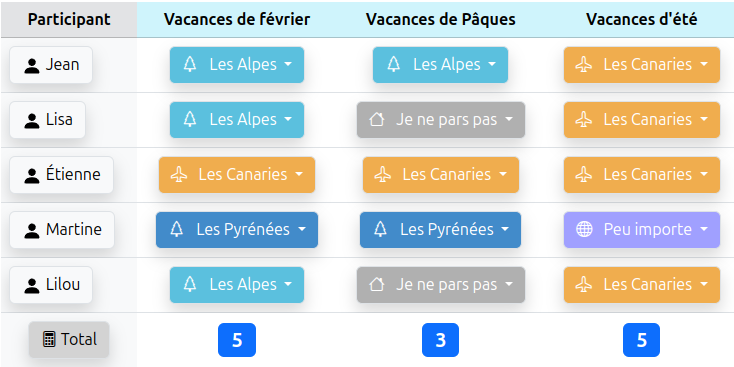 Participant Vacances de février Vacances de Pâques Vacances d'été
Jean Les Alpes Les Alpes Les Canaries
Lisa Les Alpes Je ne pars pas Les Canaries
Étienne Les Canaries Les Canaries Les Canaries
Martine Les Pyrénées Les Pyrénées Peu importe
Lilou Les Alpes Je ne pars pas Les Canaries
Total 5 3 5